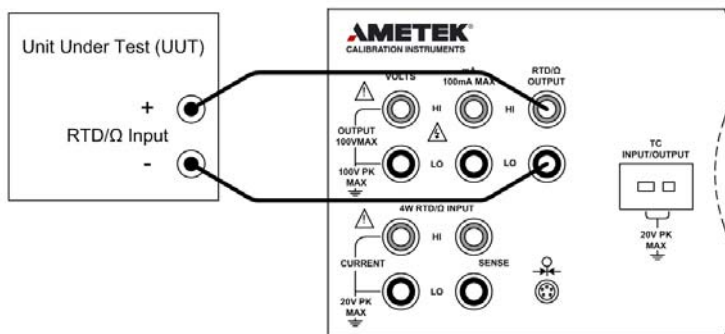 Unit Under Test (UUT)
+
RTD/Ω Input
-
AMETEK®
CALIBRATION INSTRUMENTS
VOLTS
100mA MAX
RTD/Ω
OUTPUT
HI
HI
OUTPUT
100VMAX
LO
LO
100V PK
MAX
4W RTD/Ω INPUT
HI
CURRENT
SENSE
LO
20V PK
MAX
TC
INPUT/OUTPUT
20V PK
MAX